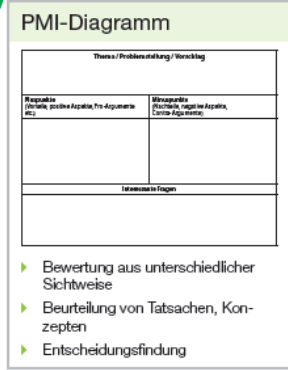 PMI-Diagramm
Thema / Problemstellung / Vorschlag
Pluspunkte
(Vorteile, positive Aspekte, Pro-Argumente
etc.)
Minuspunkte
(Nachteile, negative Aspekte,
Contra-Argumente)
Interessante Fragen
Bewertung aus unterschiedlicher
Sichtweise
Beurteilung von Tatsachen, Kon-
zepten
Entscheidungsfindung